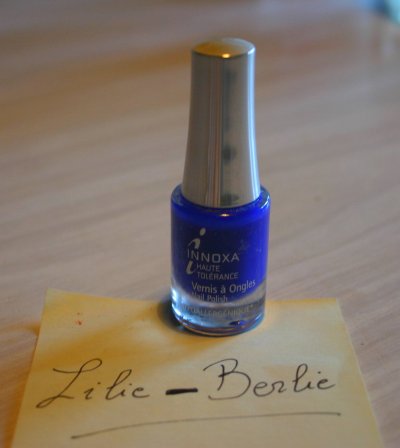 iNNOXA
HAUTE
TOLÉRANCE
Vernis à Ongles
Nail Polish
Lilie - Berlie